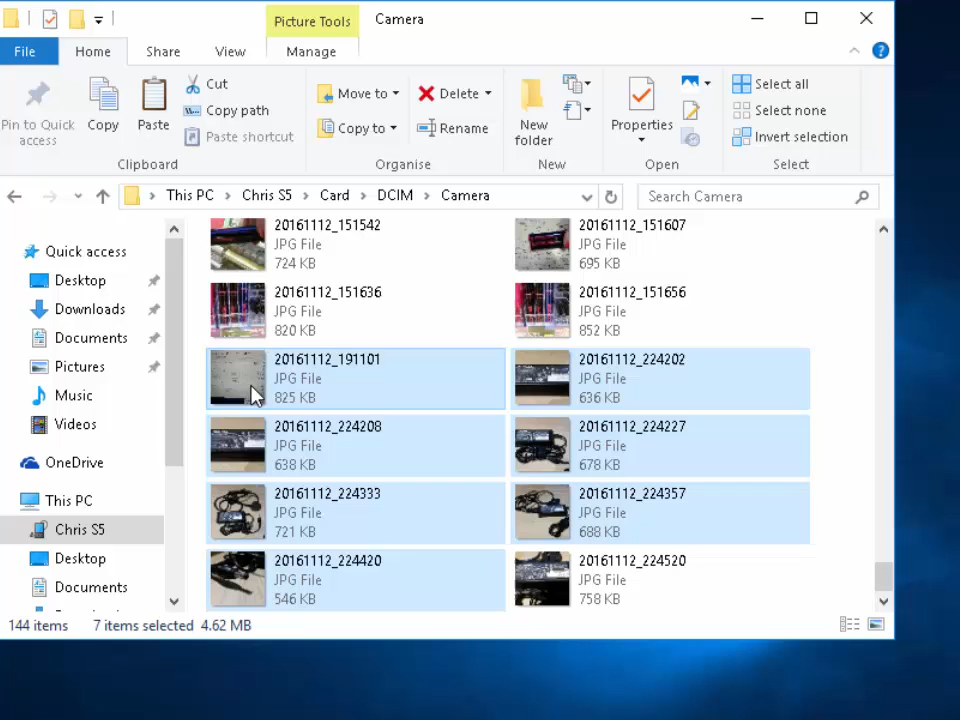 Picture Tools
Camera
File
Home
Share
View
Manage
Pin to Quick access
Copy
Paste
Cut
Copy path
Paste shortcut
Clipboard
Move to
Copy to
Delete
Rename
Organise
New folder
New
Properties
Open
Select all
Select none
Invert selection
Select
This PC
Chris S5
Card
DCIM
Camera
Search Camera
Quick access
Desktop
Downloads
Documents
Pictures
Music
Videos
OneDrive
This PC
Chris S5
Desktop
Documents
20161112_151542
JPG File
724 KB
20161112_151607
JPG File
695 KB
20161112_151636
JPG File
820 KB
20161112_151656
JPG File
852 KB
20161112_191101
JPG File
825 KB
20161112_224202
JPG File
636 KB
20161112_224208
JPG File
638 KB
20161112_224227
JPG File
678 KB
20161112_224333
JPG File
721 KB
20161112_224357
JPG File
688 KB
20161112_224420
JPG File
546 KB
20161112_224520
JPG File
758 KB
144 items
7 items selected 4.62 MB